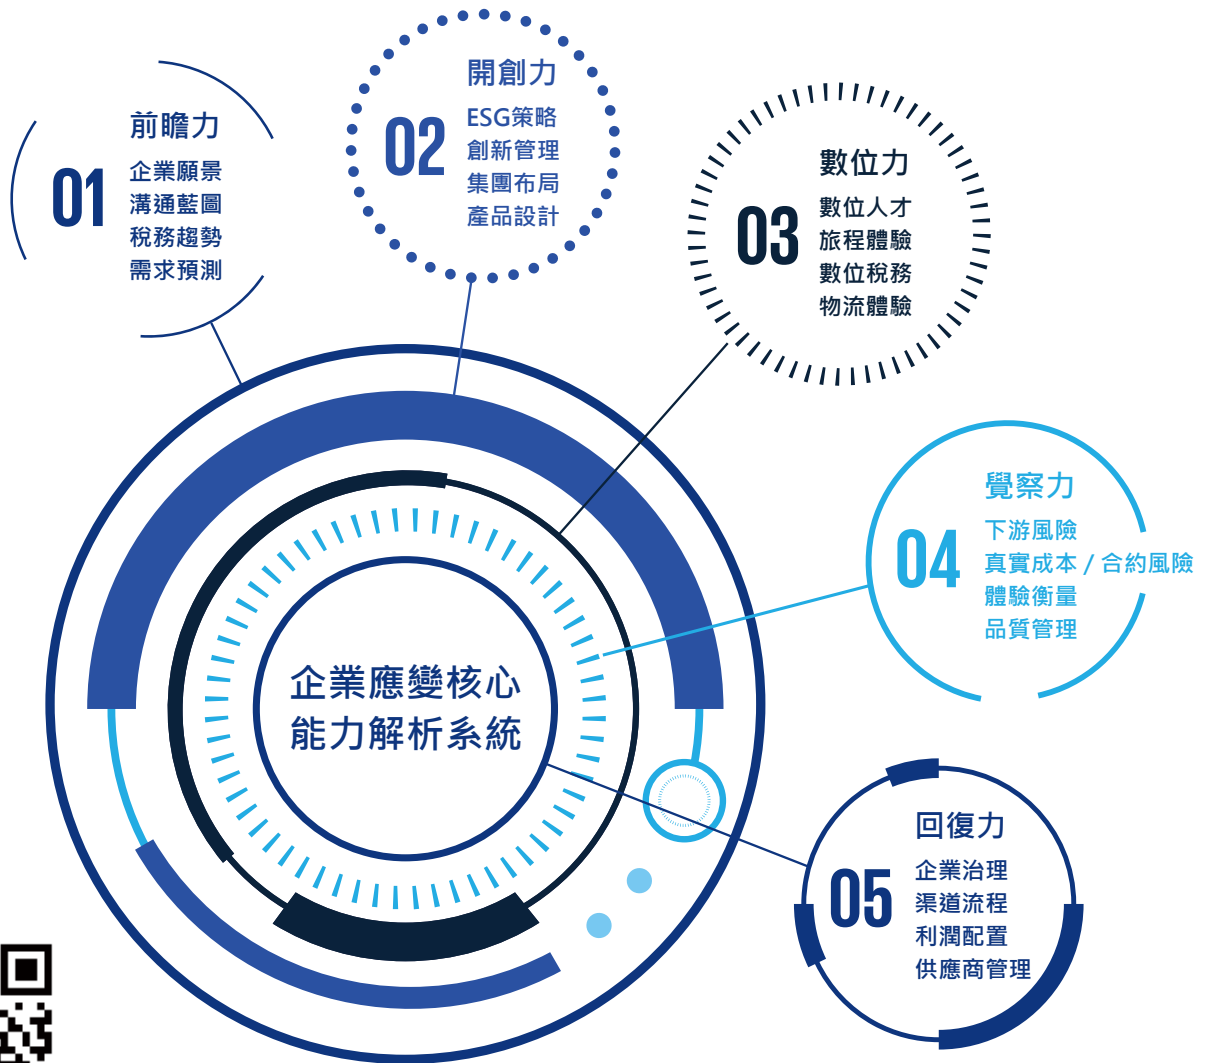 01
前瞻力
企業願景
溝通藍圖
稅務趨勢
需求預測
02
開創力
ESG策略
創新管理
集團布局
產品設計
03
數位力
數位人才
旅程體驗
數位稅務
物流體驗
04
覺察力
下游風險
真實成本 / 合約風險
體驗衡量
品質管理
企業應變核心
能力解析系統
05
回復力
企業治理
渠道流程
利潤配置
供應商管理